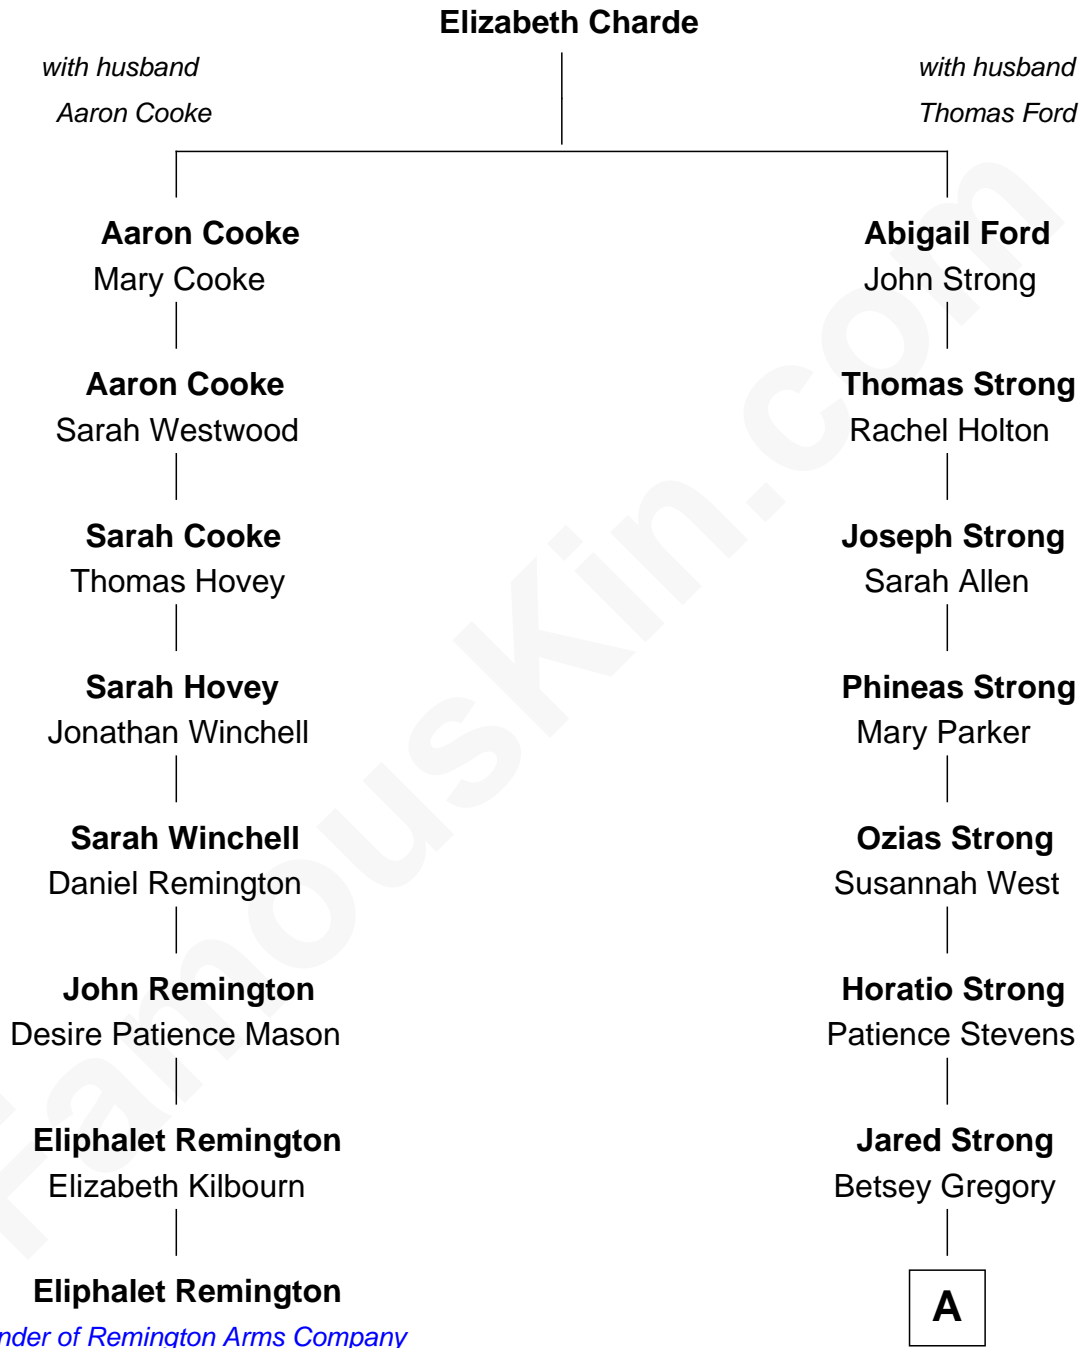 Elizabeth Charde
with husband
Aaron Cooke
with husband
Thomas Ford
Aaron Cooke
Mary Cooke
Abigail Ford
John Strong
Aaron Cooke
Sarah Westwood
Thomas Strong
Rachel Holton
Sarah Cooke
Thomas Hovey
Joseph Strong
Sarah Allen
Sarah Hovey
Jonathan Winchell
Phineas Strong
Mary Parker
Sarah Winchell
Daniel Remington
Ozias Strong
Susannah West
John Remington
Desire Patience Mason
Horatio Strong
Patience Stevens
Eliphalet Remington
Elizabeth Kilbourn
Jared Strong
Betsey Gregory
Eliphalet Remington
nder of Remington Arms Company
A
FamousKin.com